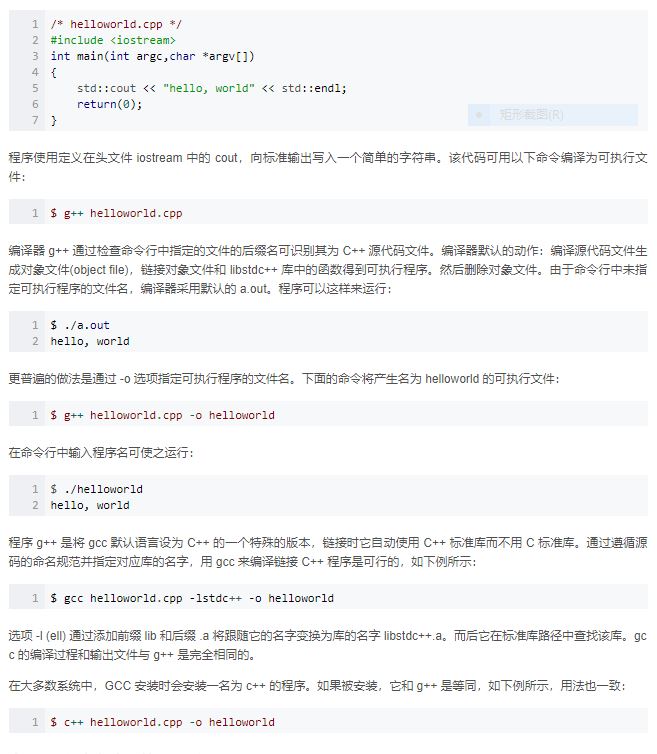 1 /* helloworld.cpp */
2 #include <iostream>
3 int main(int argc,char *argv[])
4 {
5 std::cout << "hello, world" << std::endl;
6 return(0);
矩形截图(R)
7 }
程序使用定义在头文件 iostream 中的 cout，向标准输出写入一个简单的字符串。该代码可用以下命令编译为可执行文
件：
1 $ g++ helloworld.cpp
编译器 g++ 通过检查命令行中指定的文件的后缀名可识别其为 C++ 源代码文件。编译器默认的动作：编译源代码文件生
成对象文件(object file)，链接对象文件和 libstdc++ 库中的函数得到可执行程序。然后删除对象文件。由于命令行中未指
定可执行程序的文件名，编译器采用默认的 a.out。程序可以这样来运行：
1 $ ./a.out
2 hello, world
更普遍的做法是通过 -o 选项指定可执行程序的文件名。下面的命令将产生名为 helloworld 的可执行文件：
1 $ g++ helloworld.cpp -o helloworld
在命令行中输入程序名可使之运行：
1 $ ./helloworld
2 hello, world
程序 g++ 是将 gcc 默认语言设为 C++ 的一个特殊的版本，链接时它自动使用 C++ 标准库而不用 C 标准库。通过遵循源
码的命名规范并指定对应库的名字，用 gcc 来编译链接 C++ 程序是可行的，如下例所示：
1 $ gcc helloworld.cpp -lstdc++ -o helloworld
选项 -l (ell) 通过添加前缀 lib 和后缀 .a 将跟随它的名字变换为库的名字 libstdc++.a。而后它在标准库路径中查找该库。gc
c 的编译过程和输出文件与 g++ 是完全相同的。
在大多数系统中，GCC 安装时会安装一名为 c++ 的程序。如果被安装，它和 g++ 是等同，如下例所示，用法也一致：
1 $ c++ helloworld.cpp -o helloworld